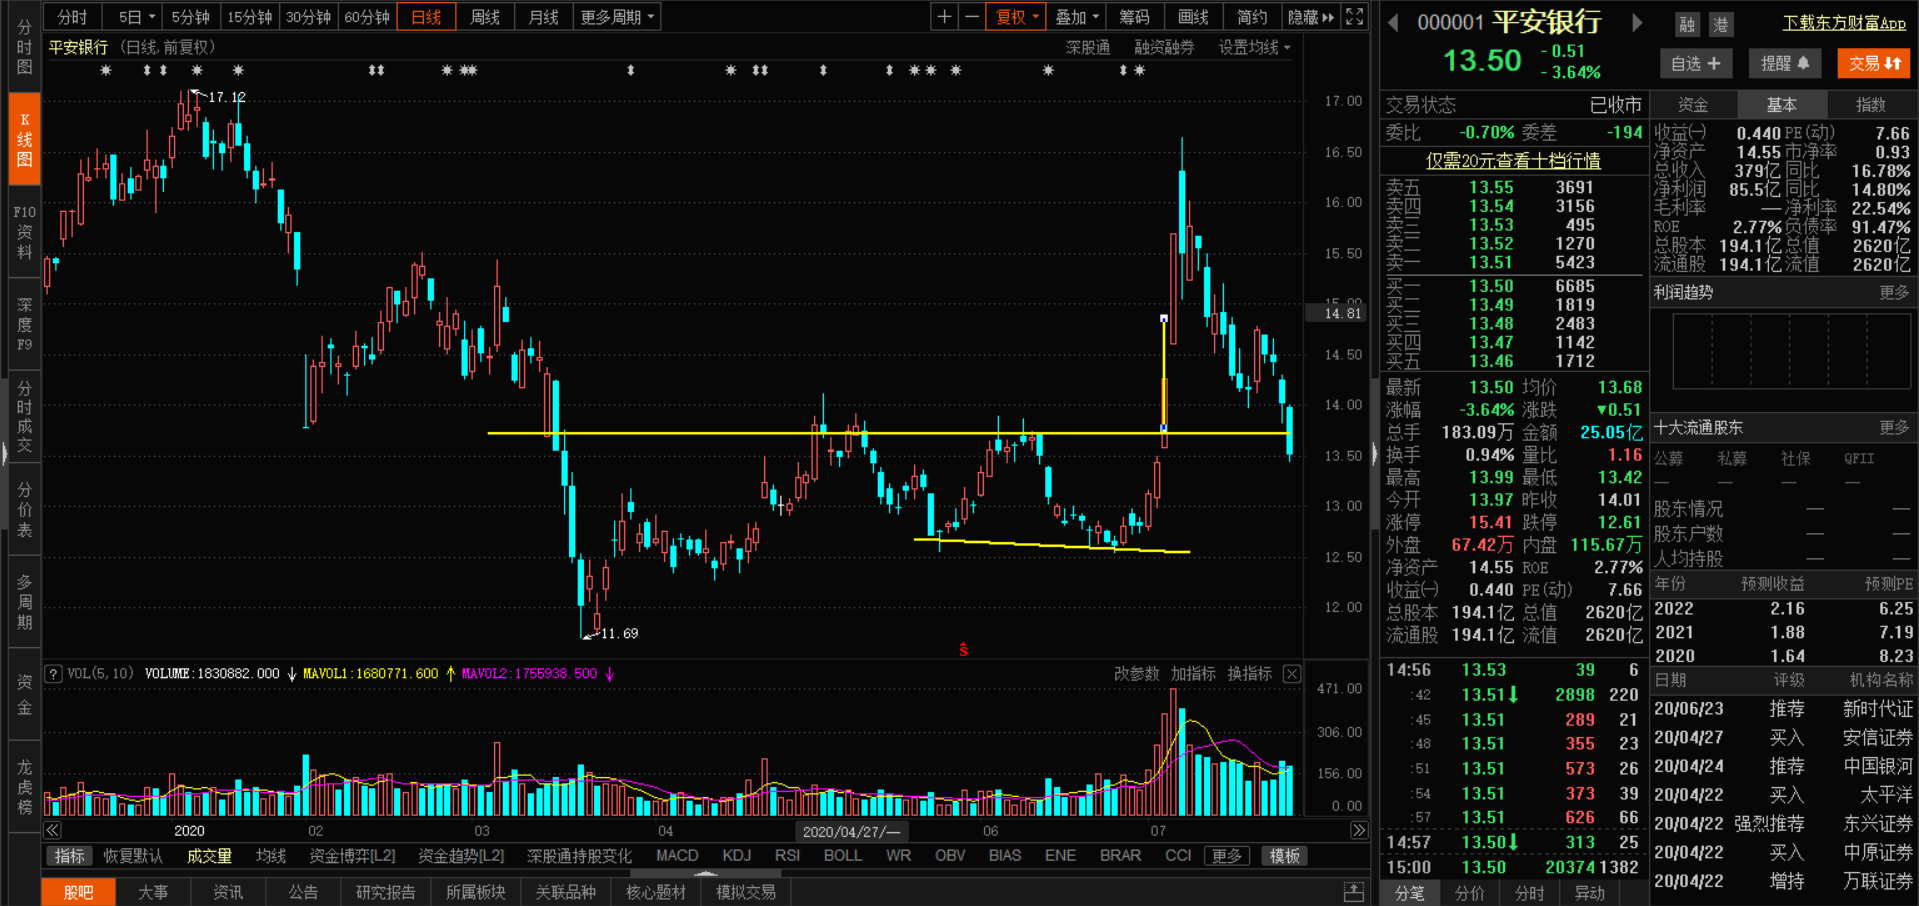 分时 5日 5分钟 15分钟 30分钟 60分钟 日线 周线 月线 更多周期
复权 叠加 筹码 画线 简约 隐藏
平安银行 (日线,前复权)
深股通 融资融券 设置均线
分时图
K线图
F10资料
深度F9
分时成交
分价表
多周期
资金
龙虎榜
17.12
11.69
17.00
16.50
16.00
15.50
15.00
14.81
14.50
14.00
13.50
13.00
12.50
12.00
ŝ
? VOL(5,10) VOLUME:1830882.000 ↓ MAVOL1:1680771.600 ↑ MAVOL2:1755938.500 ↓
改参数 加指标 换指标
471.00
306.00
156.00
0.00
2020 02 03 04 2020/04/27/一 06 07
指标 恢复默认 成交量 均线 资金博弈[L2] 资金趋势[L2] 深股通持股变化 MACD KDJ RSI BOLL WR OBV BIAS ENE BRAR CCI 更多 模板
股吧 大事 资讯 公告 研究报告 所属板块 关联品种 核心题材 模拟交易
000001 平安银行 融 港 下载东方财富App
13.50 -0.51 -3.64%
自选+ 提醒 交易
交易状态 已收市
委比 -0.70% 委差 -194
仅需20元查看十档行情
卖五 13.55 3691
卖四 13.54 3156
卖三 13.53 495
卖二 13.52 1270
卖一 13.51 5423
买一 13.50 6685
买二 13.49 1819
买三 13.48 2483
买四 13.47 1142
买五 13.46 1712
最新 13.50 均价 13.68
涨幅 -3.64% 涨跌 ▼0.51
总手 183.09万 金额 25.05亿
换手 0.94% 量比 1.16
最高 13.99 最低 13.42
今开 13.97 昨收 14.01
涨停 15.41 跌停 12.61
外盘 67.42万 内盘 115.67万
净资产 14.55 ROE 2.77%
收益(一) 0.440 PE(动) 7.66
总股本 194.1亿 总值 2620亿
流通股 194.1亿 流值 2620亿
14:56 13.53 39 6
:42 13.51↓ 2898 220
:45 13.51 289 21
:48 13.51 355 23
:51 13.51 573 26
:54 13.51 373 39
:57 13.51 626 66
14:57 13.50↓ 313 25
15:00 13.50 20374 1382
分笔 分价 分时 异动
资金 基本 指数
收益(一) 0.440 PE(动) 7.66
净资产 14.55 市净率 0.93
总收入 379亿 同比 16.78%
净利润 85.5亿 同比 14.80%
毛利率 — 净利率 22.54%
ROE 2.77% 负债率 91.47%
总股本 194.1亿 总值 2620亿
流通股 194.1亿 流值 2620亿
利润趋势 更多
十大流通股东 更多
公募 私募 社保 QFII
— — — —
股东情况 — —
股东户数 — —
人均持股 — —
年份 预测收益 预测PE
2022 2.16 6.25
2021 1.88 7.19
2020 1.64 8.23
日期 评级 机构名称
20/06/23 推荐 新时代证
20/04/27 买入 安信证券
20/04/24 推荐 中国银河
20/04/22 买入 太平洋
20/04/22 强烈推荐 东兴证券
20/04/22 买入 中原证券
20/04/22 增持 万联证券